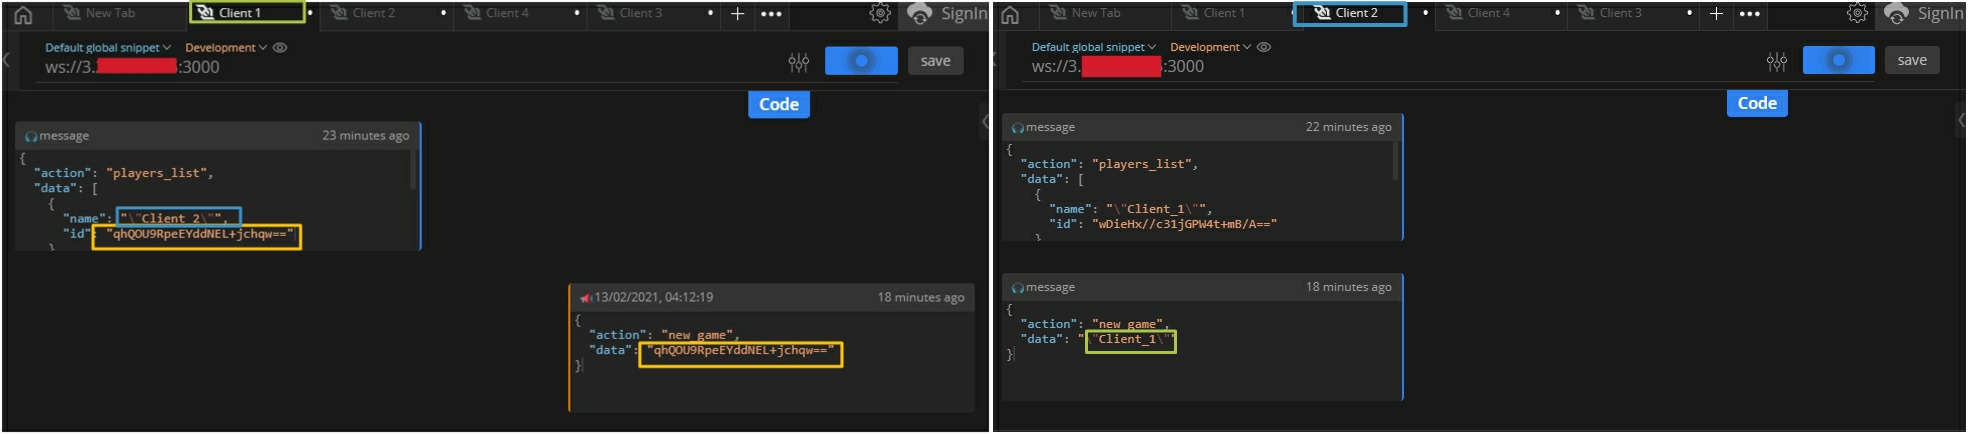 New Tab Client 1 • Client 2 • Client 4 • Client 3 • + ••• SignIn
Default global snippet Development
ws://3. :3000
save
Code
message 23 minutes ago
{
"action": "players_list",
"data": [
{
"name": "\"Client_2\"",
"id": "qhQOU9RpeEYddNEL+jchqw=="
}
13/02/2021, 04:12:19 18 minutes ago
{
"action": "new_game",
"data": "qhQOU9RpeEYddNEL+jchqw=="
}
New Tab Client 1 • Client 2 • Client 4 • Client 3 • + ••• SignIn
Default global snippet Development
ws://3. :3000
save
Code
message 22 minutes ago
{
"action": "players_list",
"data": [
{
"name": "\"Client_1\"",
"id": "wDieHx//c31jGPW4t+mB/A=="
}
message 18 minutes ago
{
"action": "new_game",
"data": "\"Client_1\""
}